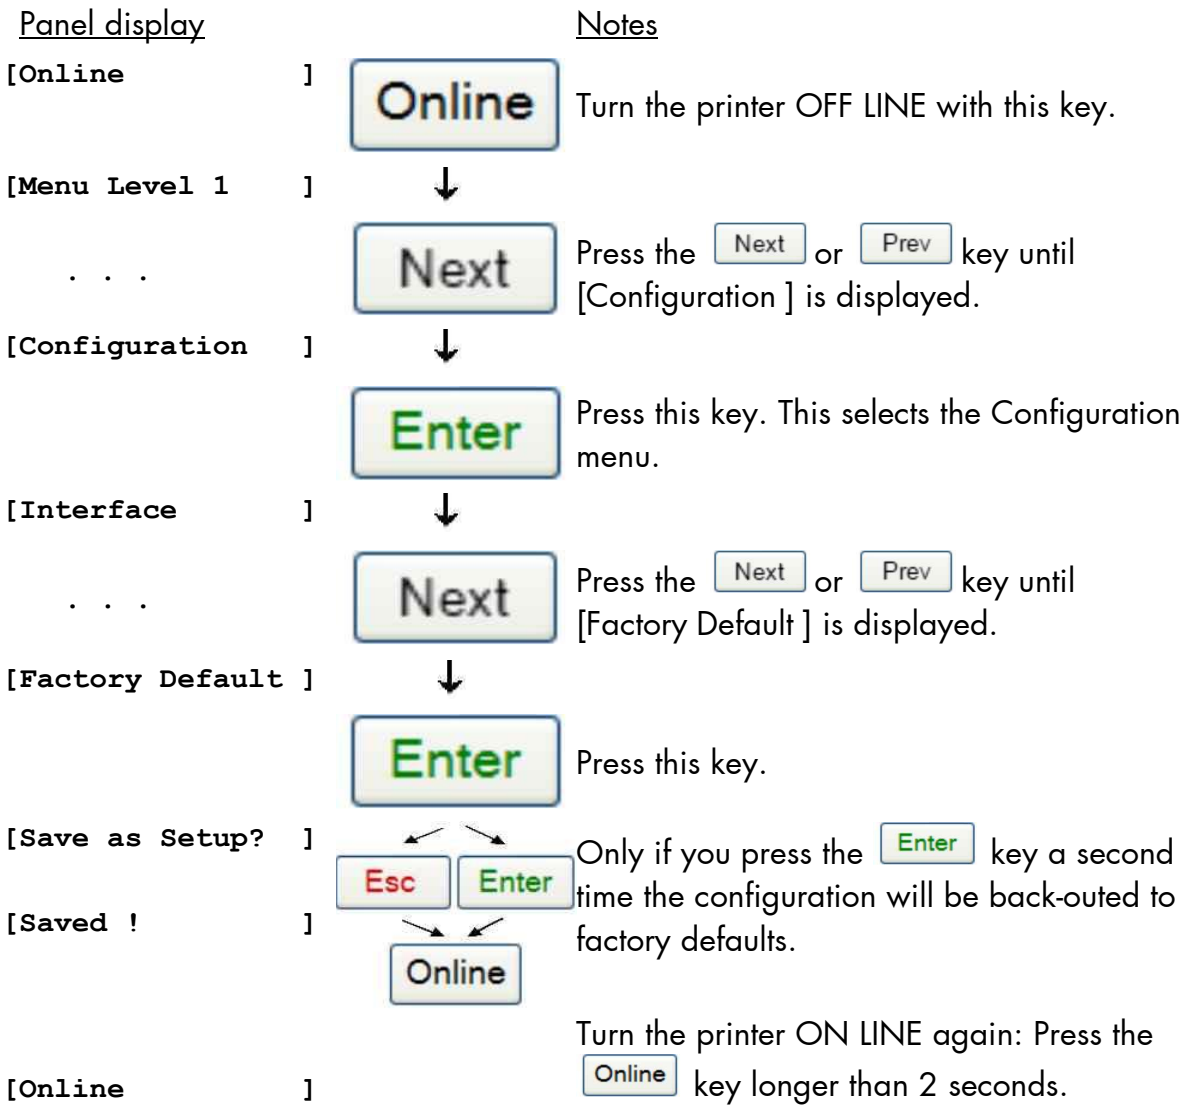 Panel display Notes
[Online ] Online Turn the printer OFF LINE with this key.
[Menu Level 1 ]
. . . Next Press the Next or Prev key until
[Configuration ] is displayed.
[Configuration ]
Enter Press this key. This selects the Configuration
menu.
[Interface ]
. . . Next Press the Next or Prev key until
[Factory Default ] is displayed.
[Factory Default ]
Enter Press this key.
[Save as Setup? ]
Esc Enter Only if you press the Enter key a second
time the configuration will be back-outed to
[Saved ! ] factory defaults.
Online
Turn the printer ON LINE again: Press the
[Online ] Online key longer than 2 seconds.